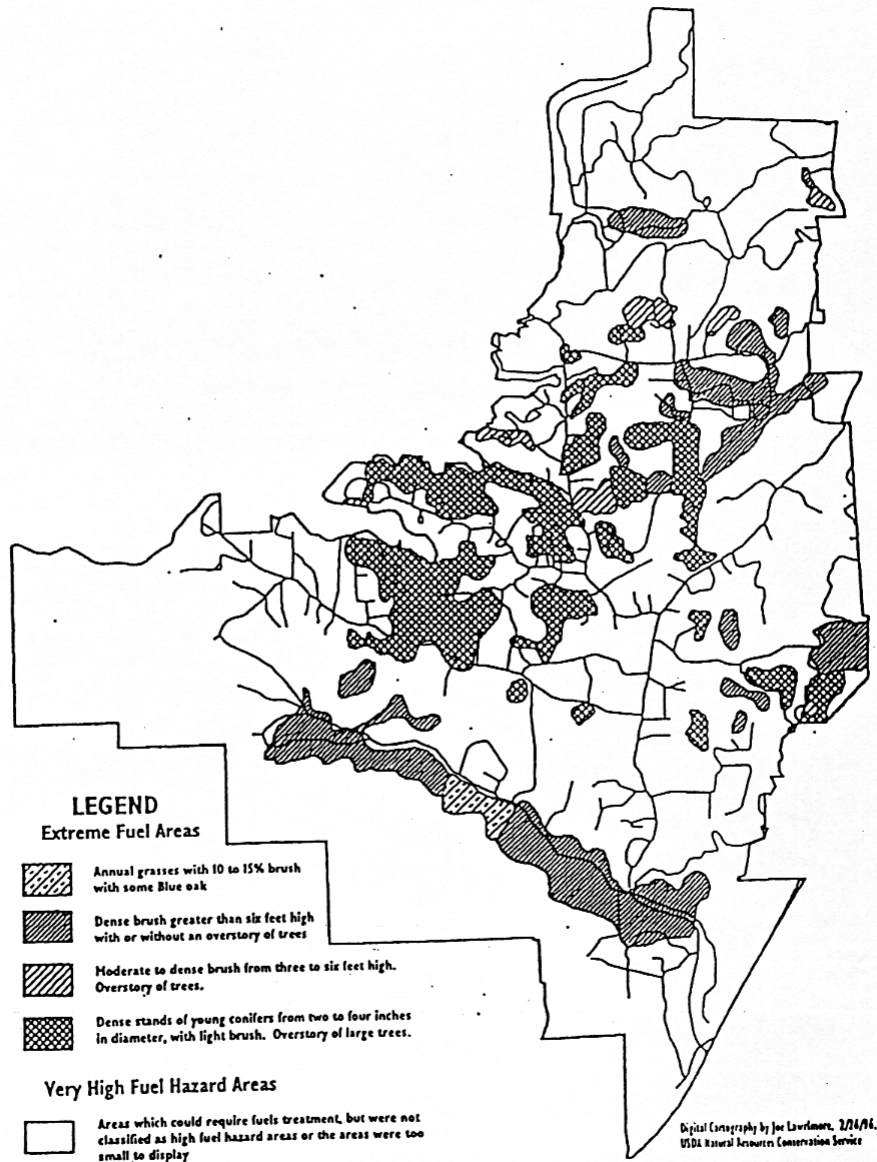 LEGEND
Extreme Fuel Areas
Annual grasses with 10 to 15% brush
with some Blue oak
Dense brush greater than six feet high
with or without an overstory of trees
Moderate to dense brush from three to six feet high.
Overstory of trees.
Dense stands of young conifers from two to four inches
in diameter, with light brush. Overstory of large trees.
Very High Fuel Hazard Areas
Areas which could require fuels treatment, but were not
classified as high fuel hazard areas or the areas were too
small to display
Digital Cartography by Joe Lawrimore, 2/26/96.
USDA Natural Resources Conservation Service